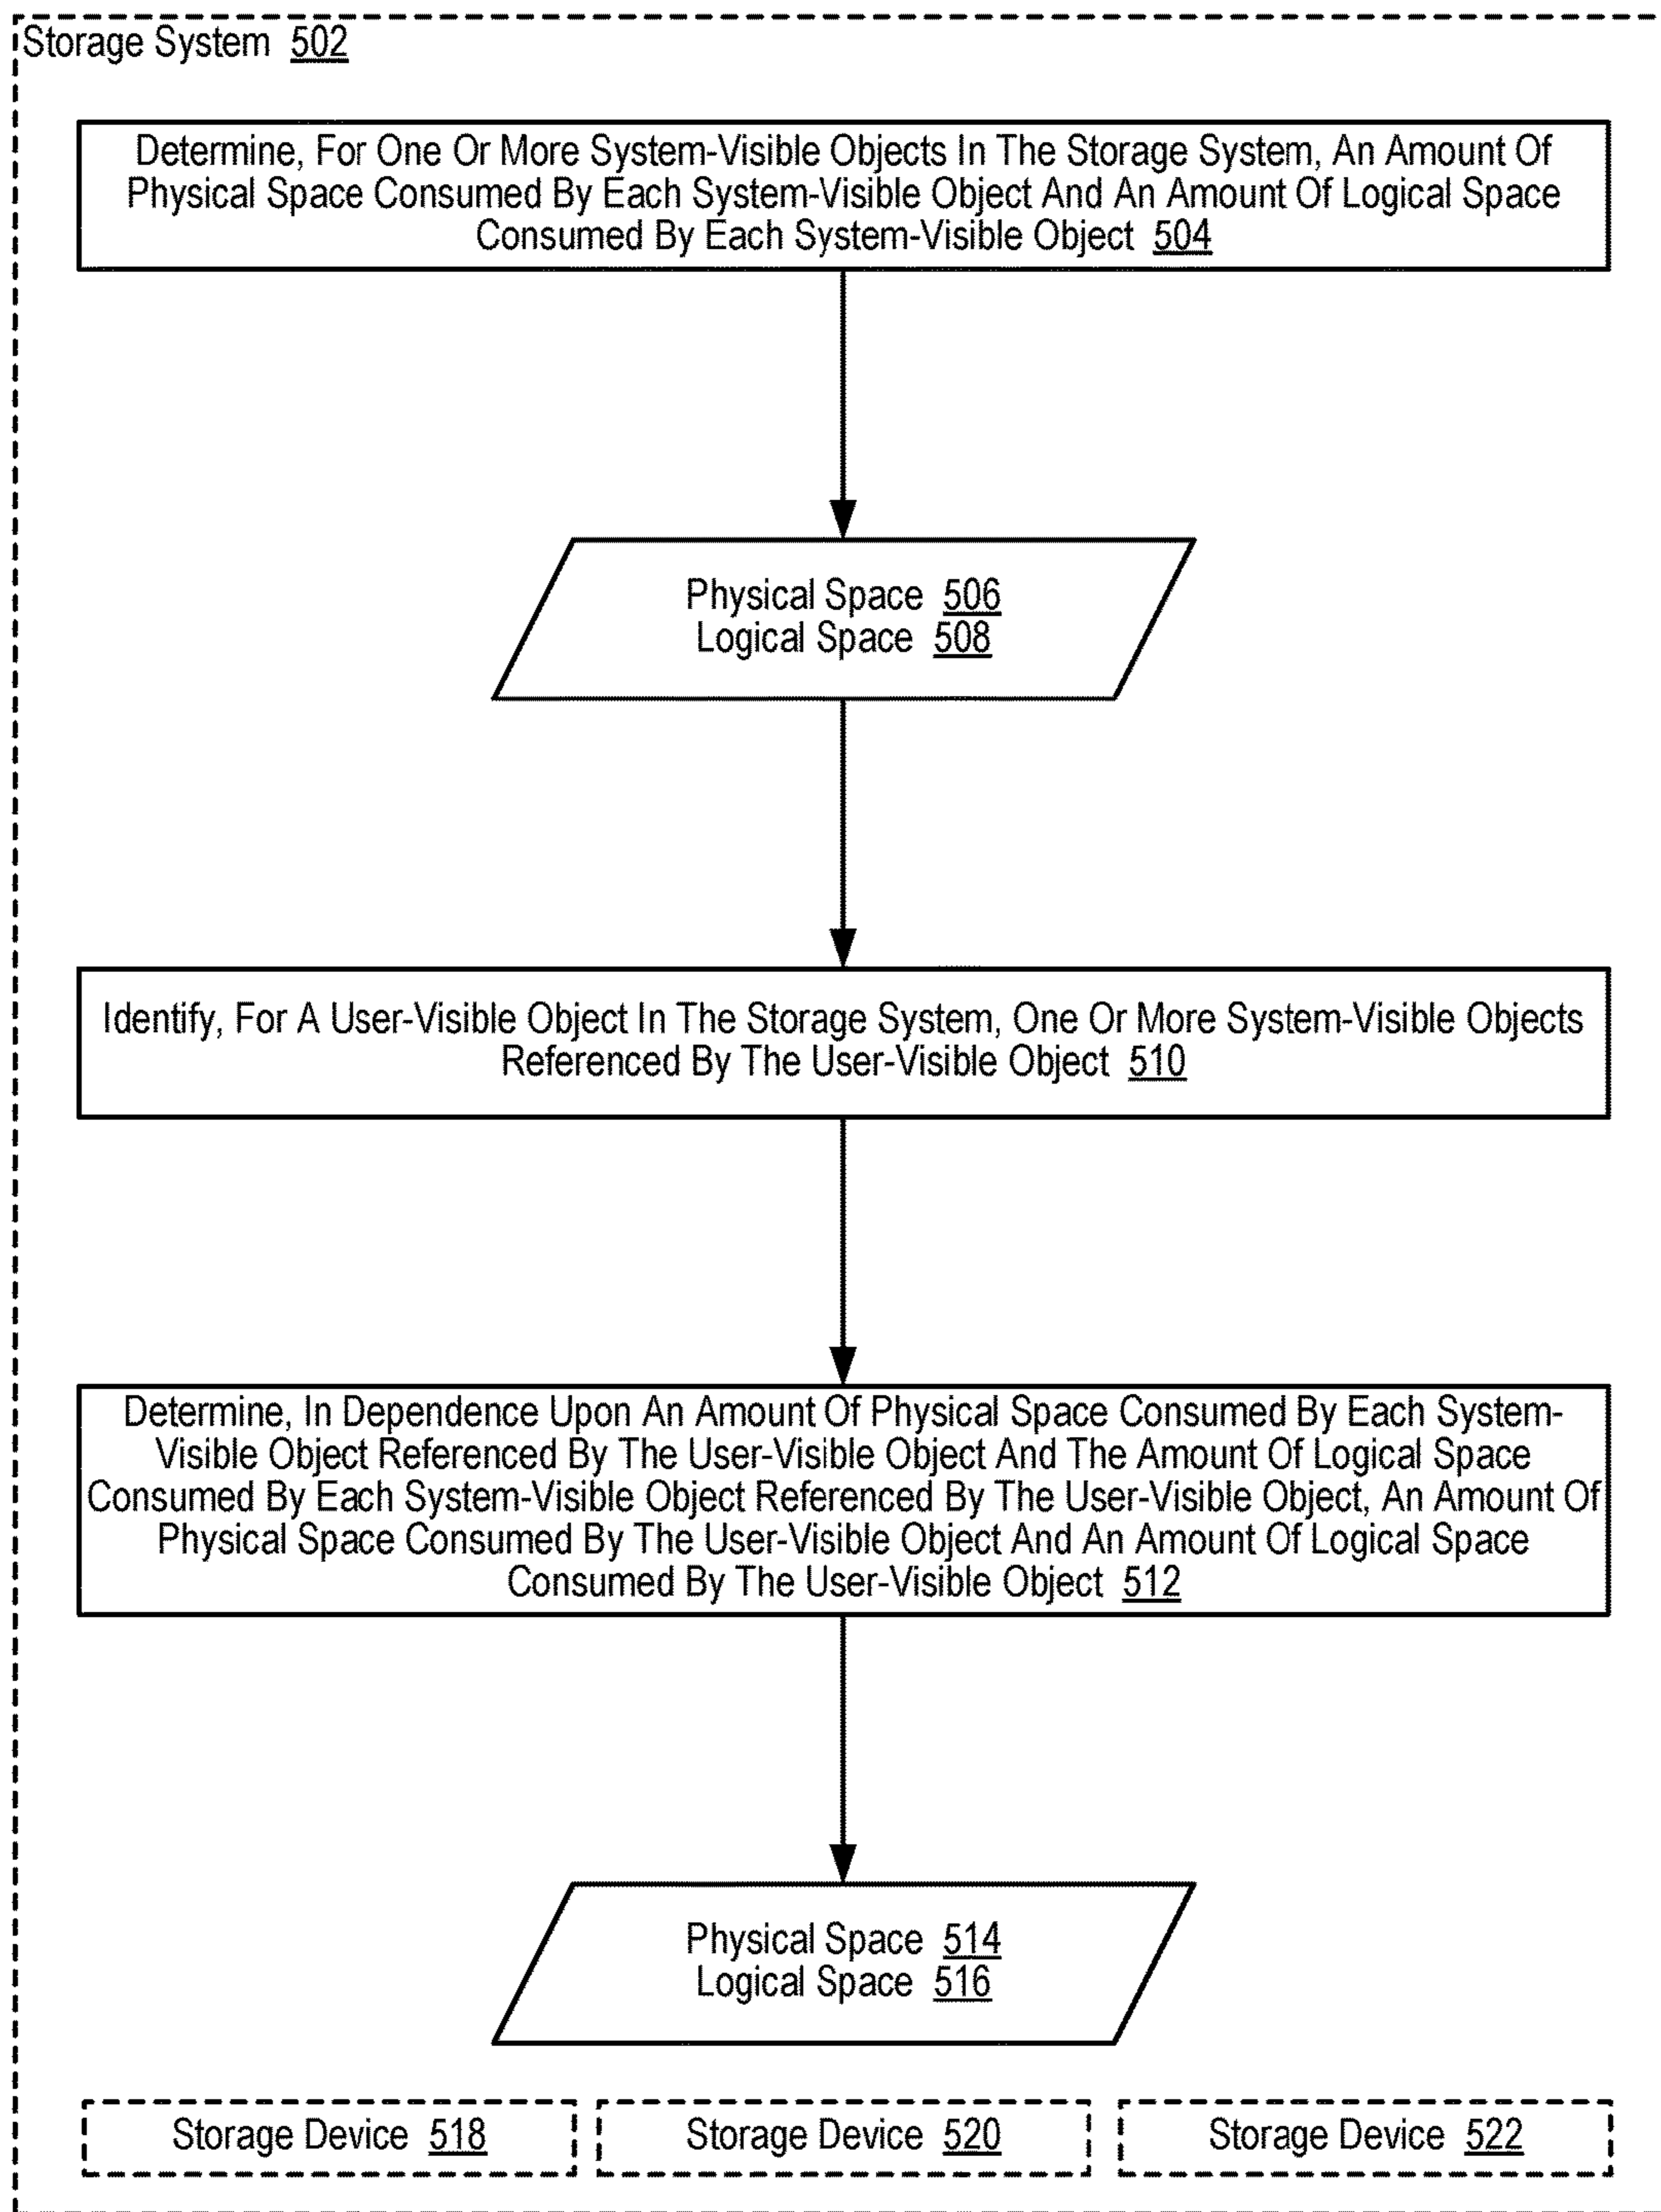 Storage System 502
Determine, For One Or More System-Visible Objects In The Storage System, An Amount Of
Physical Space Consumed By Each System-Visible Object And An Amount Of Logical Space
Consumed By Each System-Visible Object 504
Physical Space 506
Logical Space 508
Identify, For A User-Visible Object In The Storage System, One Or More System-Visible Objects
Referenced By The User-Visible Object 510
Determine, In Dependence Upon An Amount Of Physical Space Consumed By Each System-
Visible Object Referenced By The User-Visible Object And The Amount Of Logical Space
Consumed By Each System-Visible Object Referenced By The User-Visible Object, An Amount Of
Physical Space Consumed By The User-Visible Object And An Amount Of Logical Space
Consumed By The User-Visible Object 512
Physical Space 514
Logical Space 516
Storage Device 518
Storage Device 520
Storage Device 522